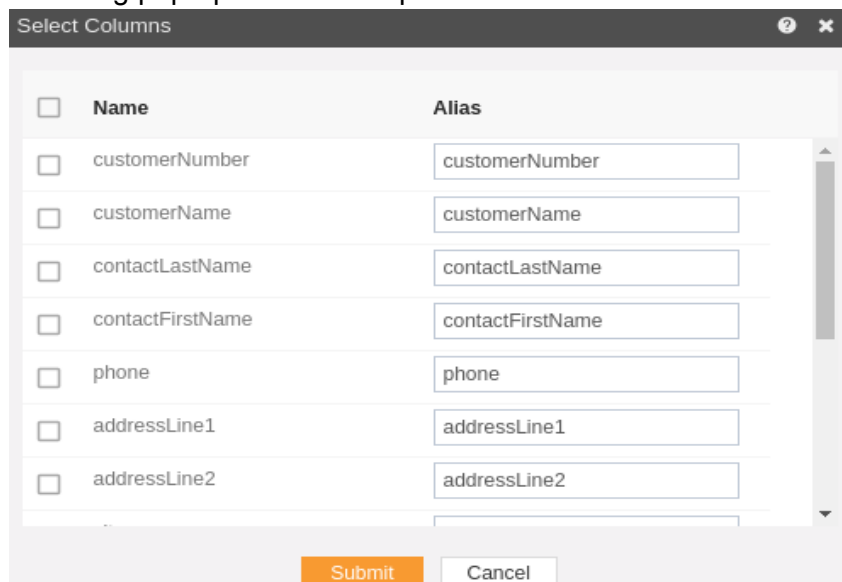 Select Columns
Name Alias
customerNumber customerNumber
customerName customerName
contactLastName contactLastName
contactFirstName contactFirstName
phone phone
addressLine1 addressLine1
addressLine2 addressLine2
Submit Cancel